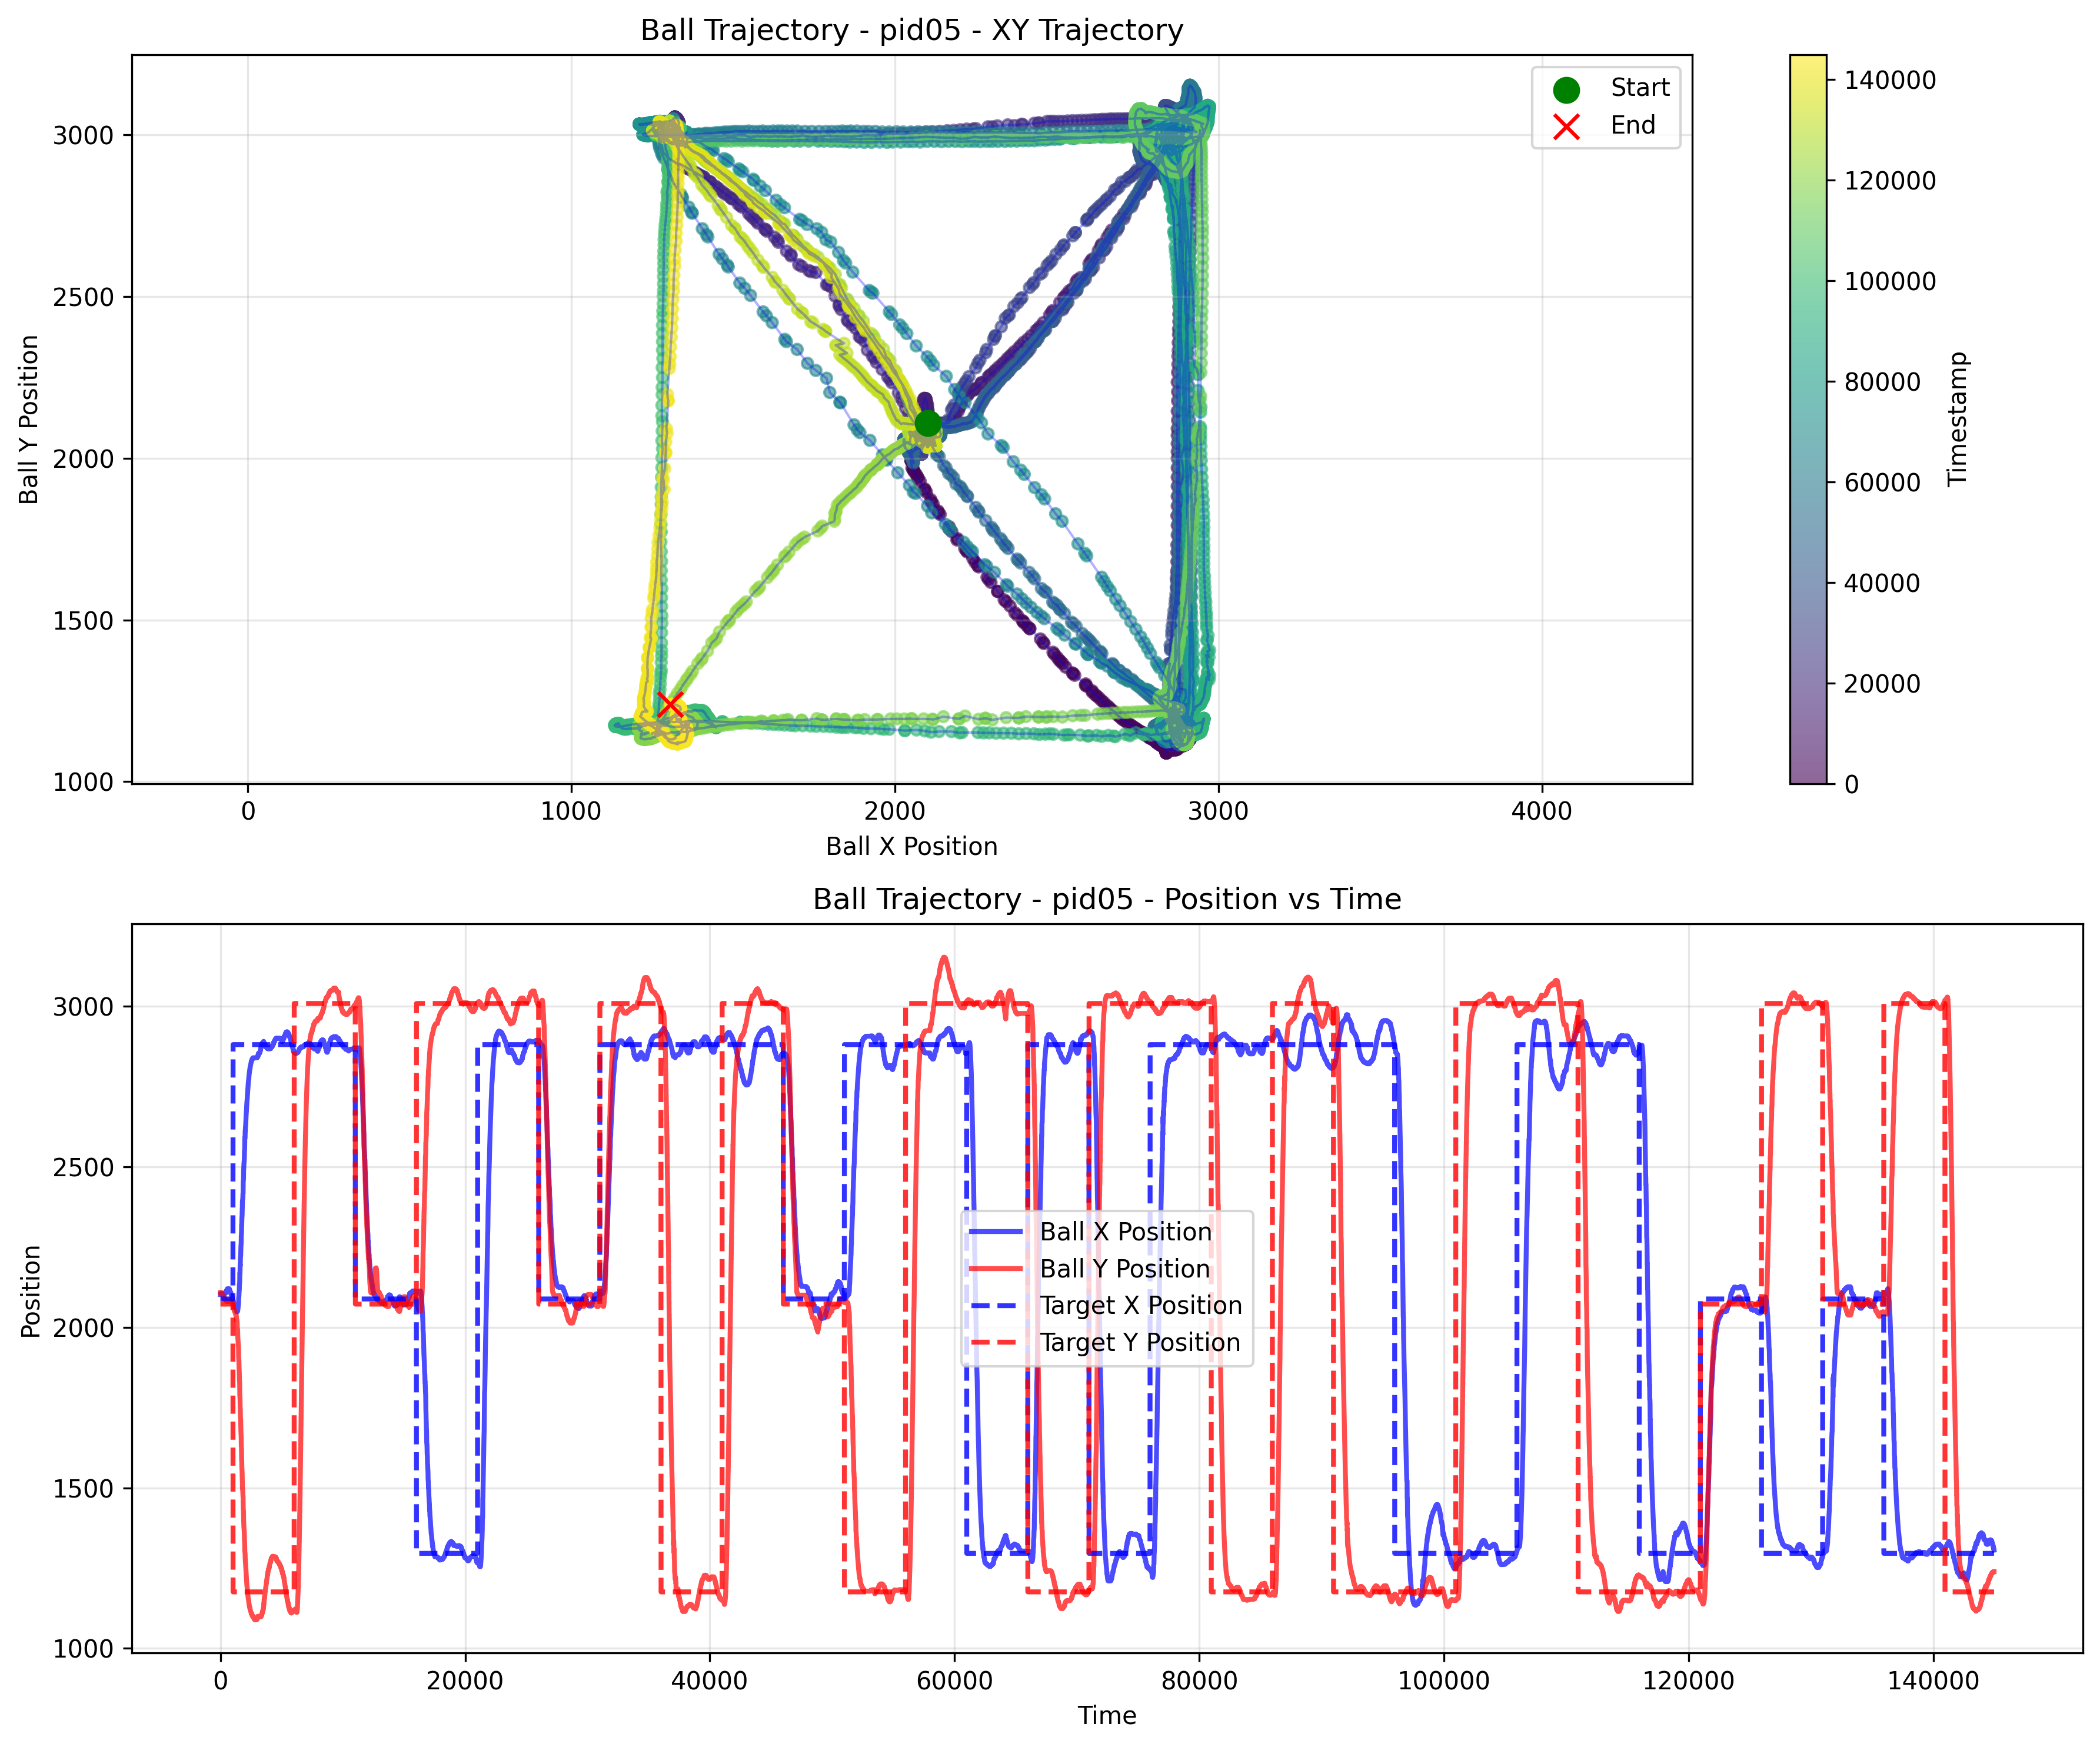 Ball Trajectory - pid05 - XY Trajectory
Start
End
Ball Y Position
3000
2500
2000
1500
1000
0
1000
2000
3000
4000
Ball X Position
140000
120000
100000
80000
60000
40000
20000
0
Timestamp
Ball Trajectory - pid05 - Position vs Time
Position
3000
2500
2000
1500
1000
Ball X Position
Ball Y Position
Target X Position
Target Y Position
0
20000
40000
60000
80000
100000
120000
140000
Time